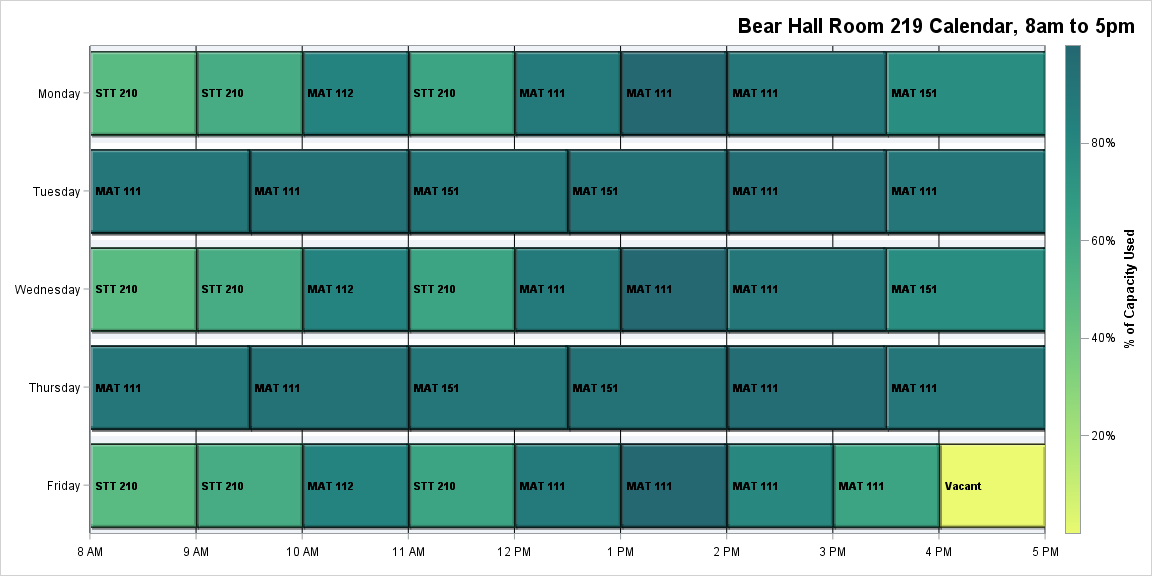 Bear Hall Room 219 Calendar, 8am to 5pm
Monday STT 210 STT 210 MAT 112 STT 210 MAT 111 MAT 111 MAT 111 MAT 151
Tuesday MAT 111 MAT 111 MAT 151 MAT 151 MAT 111 MAT 111
Wednesday STT 210 STT 210 MAT 112 STT 210 MAT 111 MAT 111 MAT 111 MAT 151
Thursday MAT 111 MAT 111 MAT 151 MAT 151 MAT 111 MAT 111
Friday STT 210 STT 210 MAT 112 STT 210 MAT 111 MAT 111 MAT 111 MAT 111 Vacant
8 AM 9 AM 10 AM 11 AM 12 PM 1 PM 2 PM 3 PM 4 PM 5 PM
80%
60%
40%
20%
% of Capacity Used